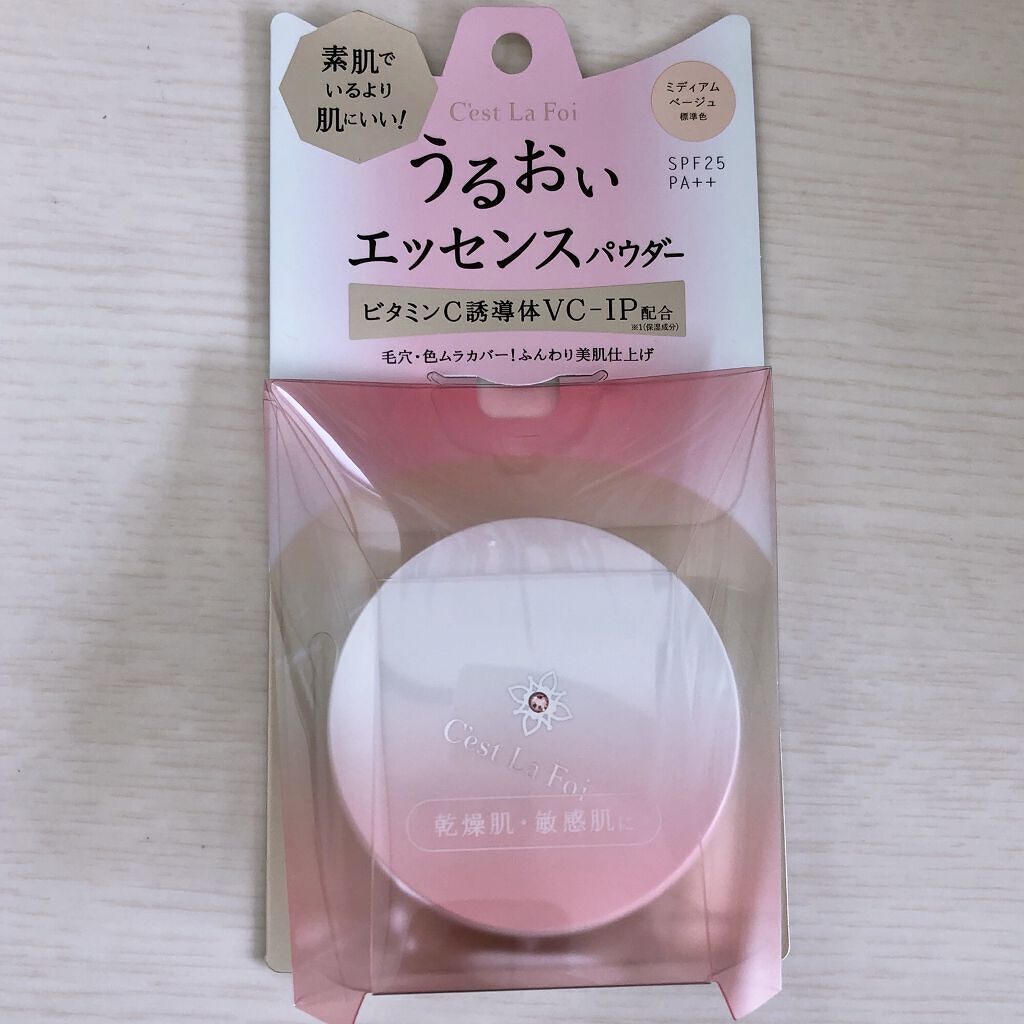 素肌で
いるより
肌にいい!
C'est La Foi
ミディアム
ベージュ
標準色
SPF25
PA++
うるおい
エッセンスパウダー
ビタミンC誘導体VC-IP配合
※1(保湿成分)
毛穴・色ムラカバー!ふんわり美肌仕上げ
C'est La Foi
乾燥肌・敏感肌に